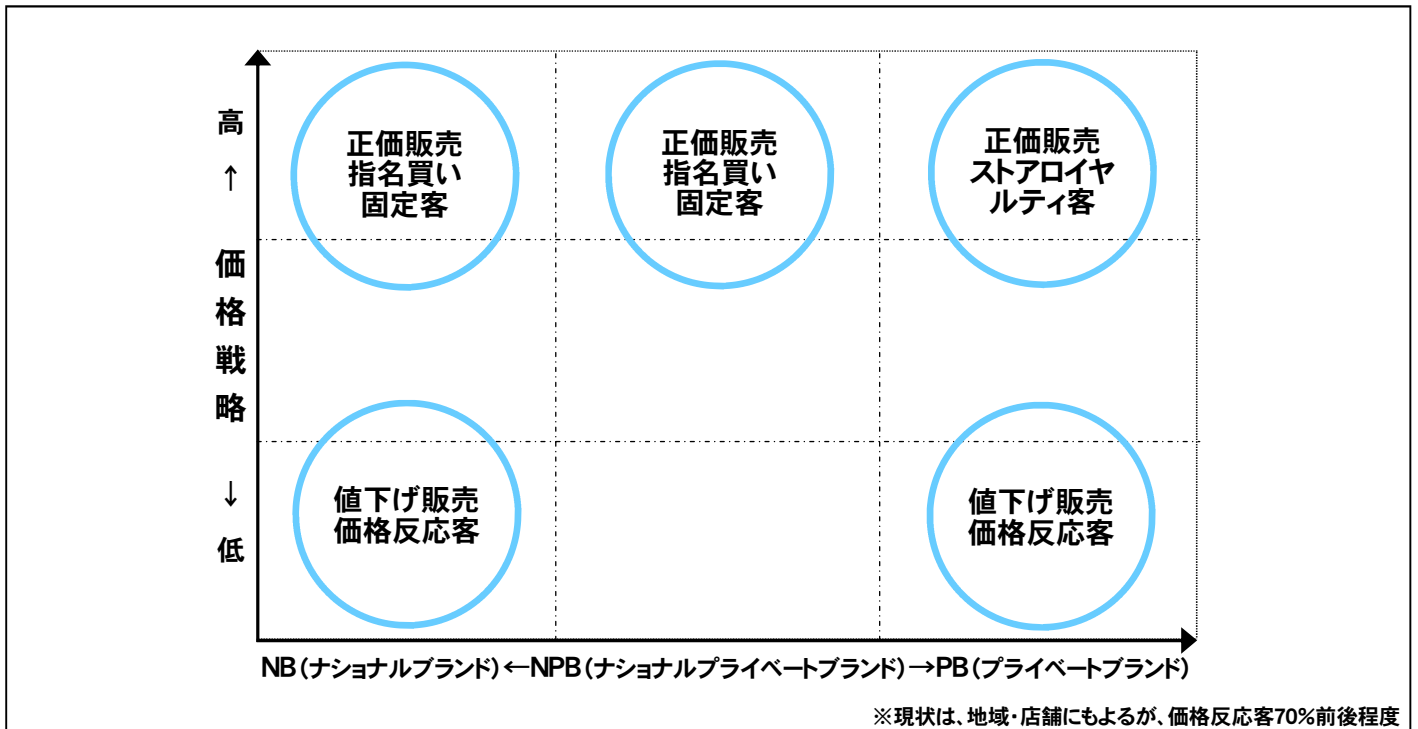 高
↑
価
格
戦
略
↓
低
正価販売
指名買い
固定客
正価販売
指名買い
固定客
正価販売
ストアロイヤ
ルティ客
値下げ販売
価格反応客
値下げ販売
価格反応客
NB(ナショナルブランド)←NPB(ナショナルプライベートブランド)→PB(プライベートブランド)
※現状は、地域・店舗にもよるが、価格反応客70%前後程度